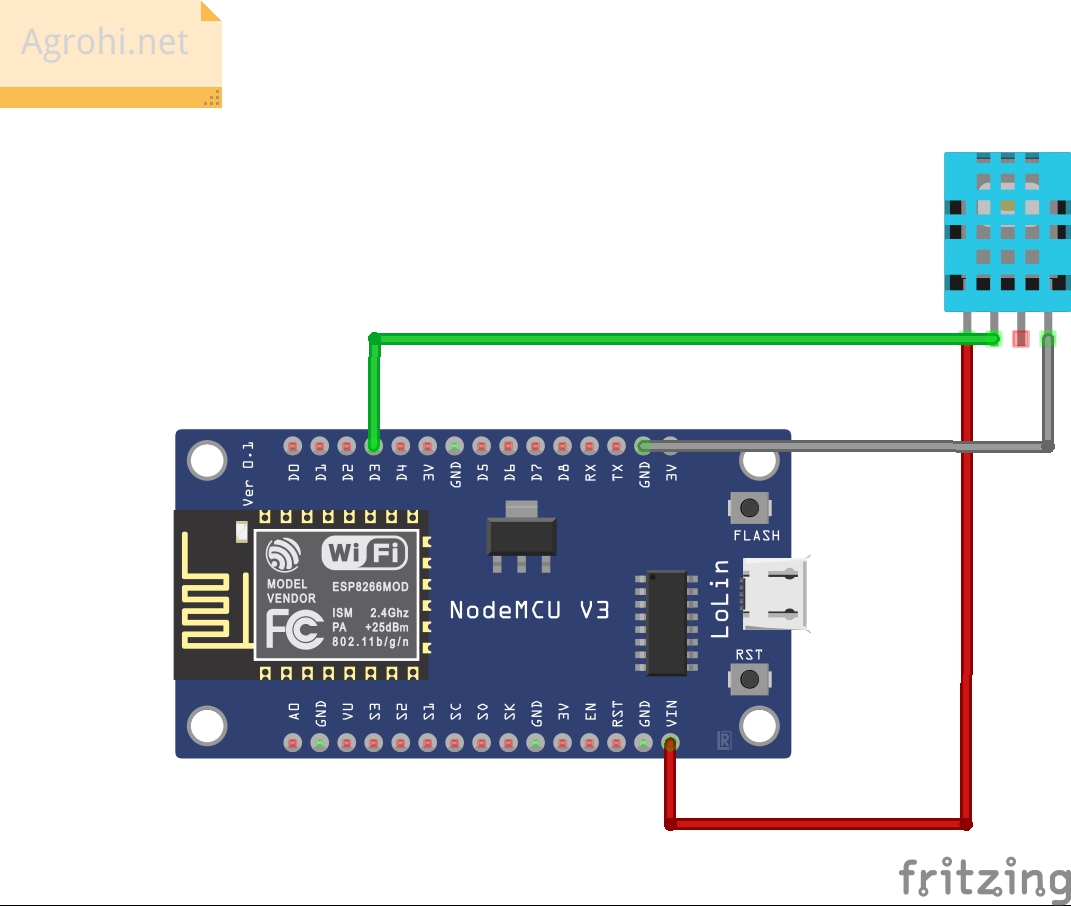 Agrohi.net
Ver 0.1
D0 D1 D2 D3 D4 3V GND D5 D6 D7 D8 RX TX GND 3V
FLASH
WiFi
MODEL
VENDOR
ESP8266MOD
FC
ISM 2.4Ghz
PA +25dBm
802.11b/g/n
NodeMCU V3
LoLin
RST
A0 GND VU S3 S2 S1 SC S0 SK GND 3V EN RST GND VIN
fritzing